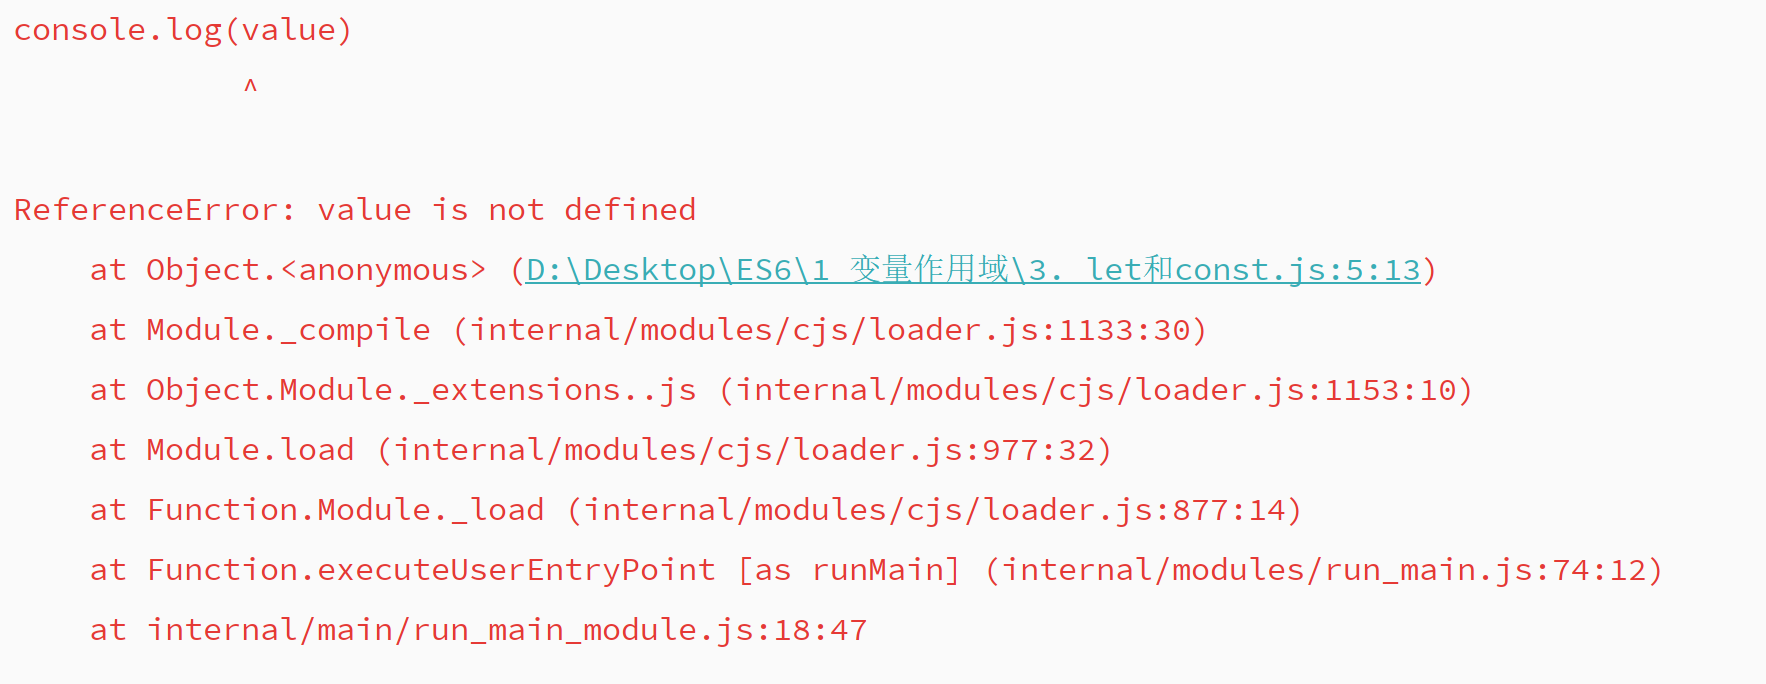 console.log(value)
^
ReferenceError: value is not defined
at Object.<anonymous> (D:\Desktop\ES6\1 变量作用域\3. let和const.js:5:13)
at Module._compile (internal/modules/cjs/loader.js:1133:30)
at Object.Module._extensions..js (internal/modules/cjs/loader.js:1153:10)
at Module.load (internal/modules/cjs/loader.js:977:32)
at Function.Module._load (internal/modules/cjs/loader.js:877:14)
at Function.executeUserEntryPoint [as runMain] (internal/modules/run_main.js:74:12)
at internal/main/run_main_module.js:18:47